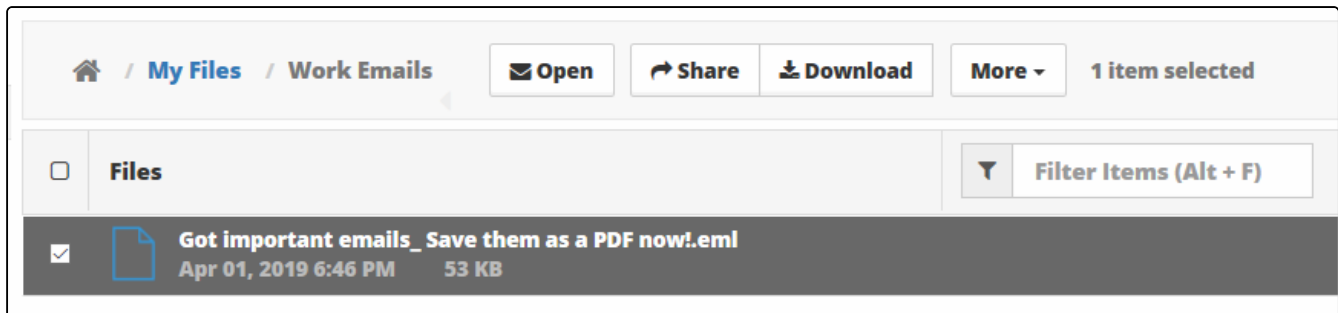 / My Files / Work Emails Open Share Download More 1 item selected
Files Filter Items (Alt + F)
Got important emails_ Save them as a PDF now!.eml
Apr 01, 2019 6:46 PM 53 KB